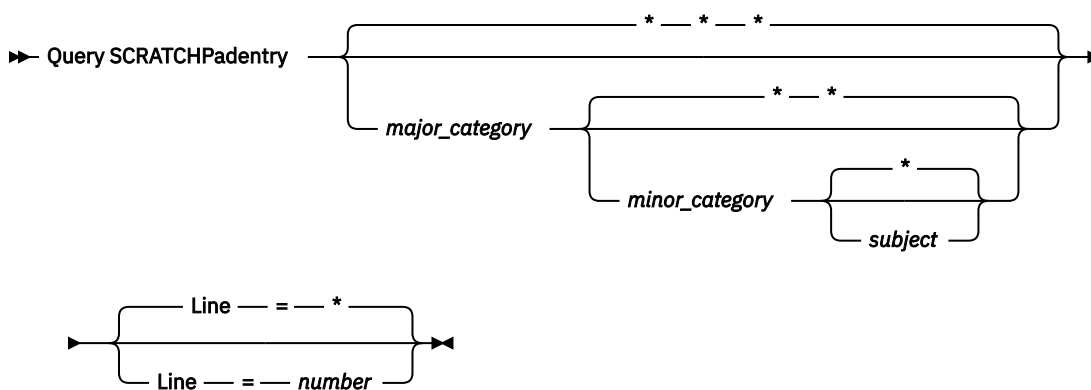 * * *
Query SCRATCHPadentry
* *
major_category
*
minor_category
subject
Line = *
Line = number